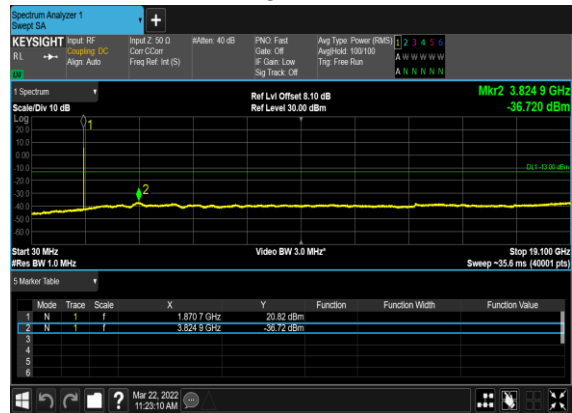 Spectrum Analyzer 1
Swept SA
KEYSIGHT Input: RF Input Z: 50 Ω #Atten: 40 dB PNO: Fast Avg Type: Power (RMS) 1 2 3 4 5 6
RL Coupling: DC Corr CCorr Gate: Off Avg|Hold: 100/100 A W W W W W
Align: Auto Freq Ref: Int (S) IF Gain: Low Trig: Free Run
LW Sig Track: Off A N N N N N
1 Spectrum Ref Lvl Offset 8.10 dB Mkr2 3.824 9 GHz
Scale/Div 10 dB Ref Level 30.00 dBm -36.720 dBm
Log
20.0
10.0
0.00
-10.0
DL1 -13.00 dBm
-20.0
-30.0
-40.0
-50.0
-60.0
1
2
Start 30 MHz Video BW 3.0 MHz* Stop 19.100 GHz
#Res BW 1.0 MHz Sweep ~35.6 ms (40001 pts)
5 Marker Table
Mode Trace Scale X Y Function Function Width Function Value
1 N 1 f 1.870 7 GHz 20.82 dBm
2 N 1 f 3.824 9 GHz -36.72 dBm
3
4
5
6
? Mar 22, 2022
11:23:10 AM